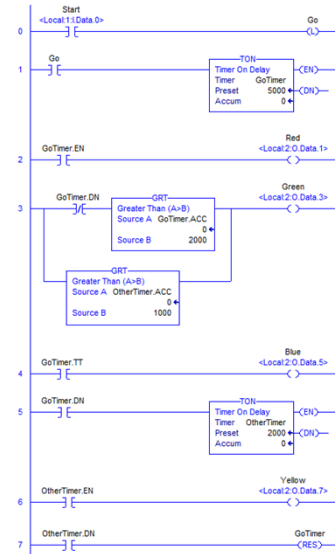 Start
<Local:1:I.Data.0>
Go
0
(L)
Go
TON
1
Timer On Delay
(EN)
Timer GoTimer
Preset 5000
(DN)
Accum 0
GoTimer.EN
Red
<Local:2:O.Data.1>
2
GoTimer.DN
GRT
Green
<Local:2:O.Data.3>
3
Greater Than (A>B)
Source A GoTimer.ACC
0
Source B 2000
GRT
Greater Than (A>B)
Source A OtherTimer.ACC
0
Source B 1000
GoTimer.TT
Blue
<Local:2:O.Data.5>
4
GoTimer.DN
TON
5
Timer On Delay
(EN)
Timer OtherTimer
Preset 2000
(DN)
Accum 0
OtherTimer.EN
Yellow
<Local:2:O.Data.7>
6
OtherTimer.DN
GoTimer
7
(RES)